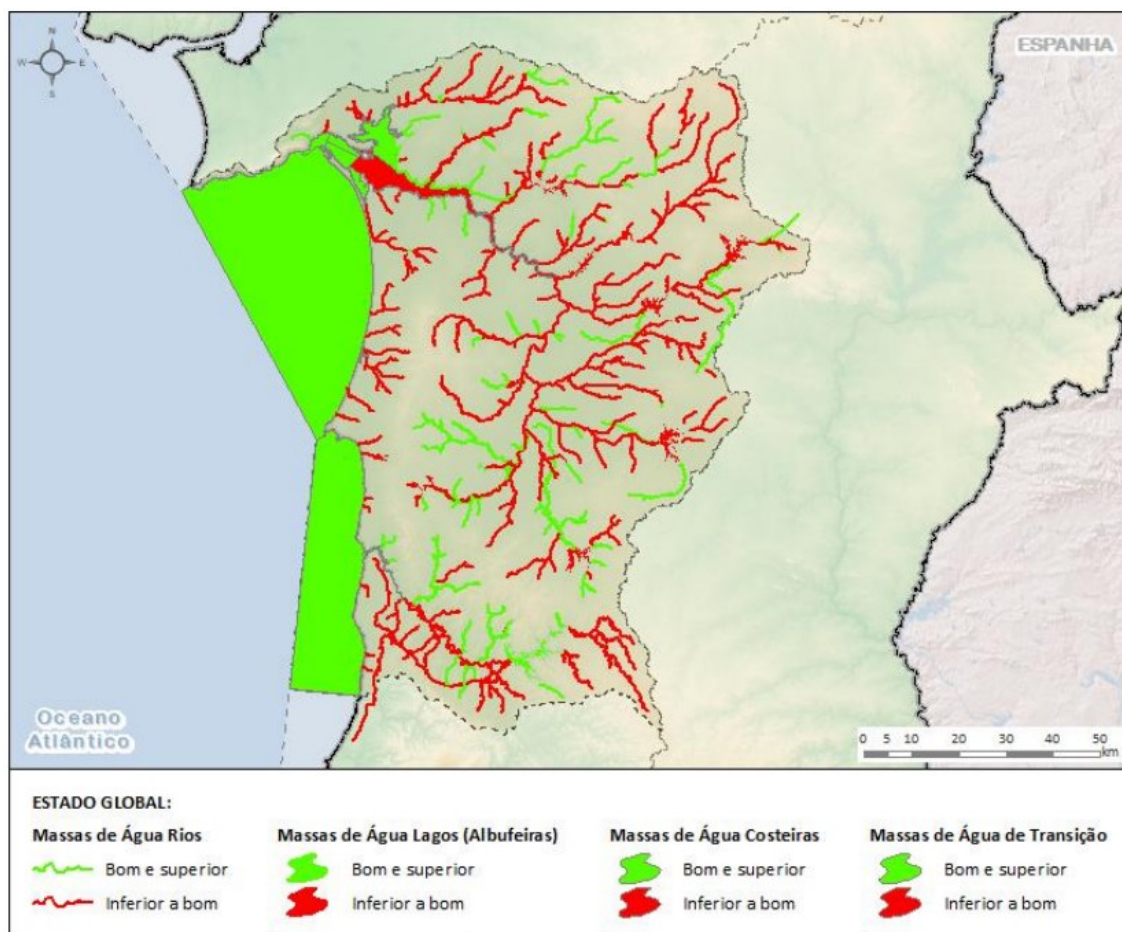 N
W E
S
ESPANHA
Oceano
Atlântico
0 5 10 20 30 40 50
km
ESTADO GLOBAL:
Massas de Água Rios Massas de Água Lagos (Albufeiras) Massas de Água Costeiras Massas de Água de Transição
Bom e superior Bom e superior Bom e superior Bom e superior
Inferior a bom Inferior a bom Inferior a bom Inferior a bom